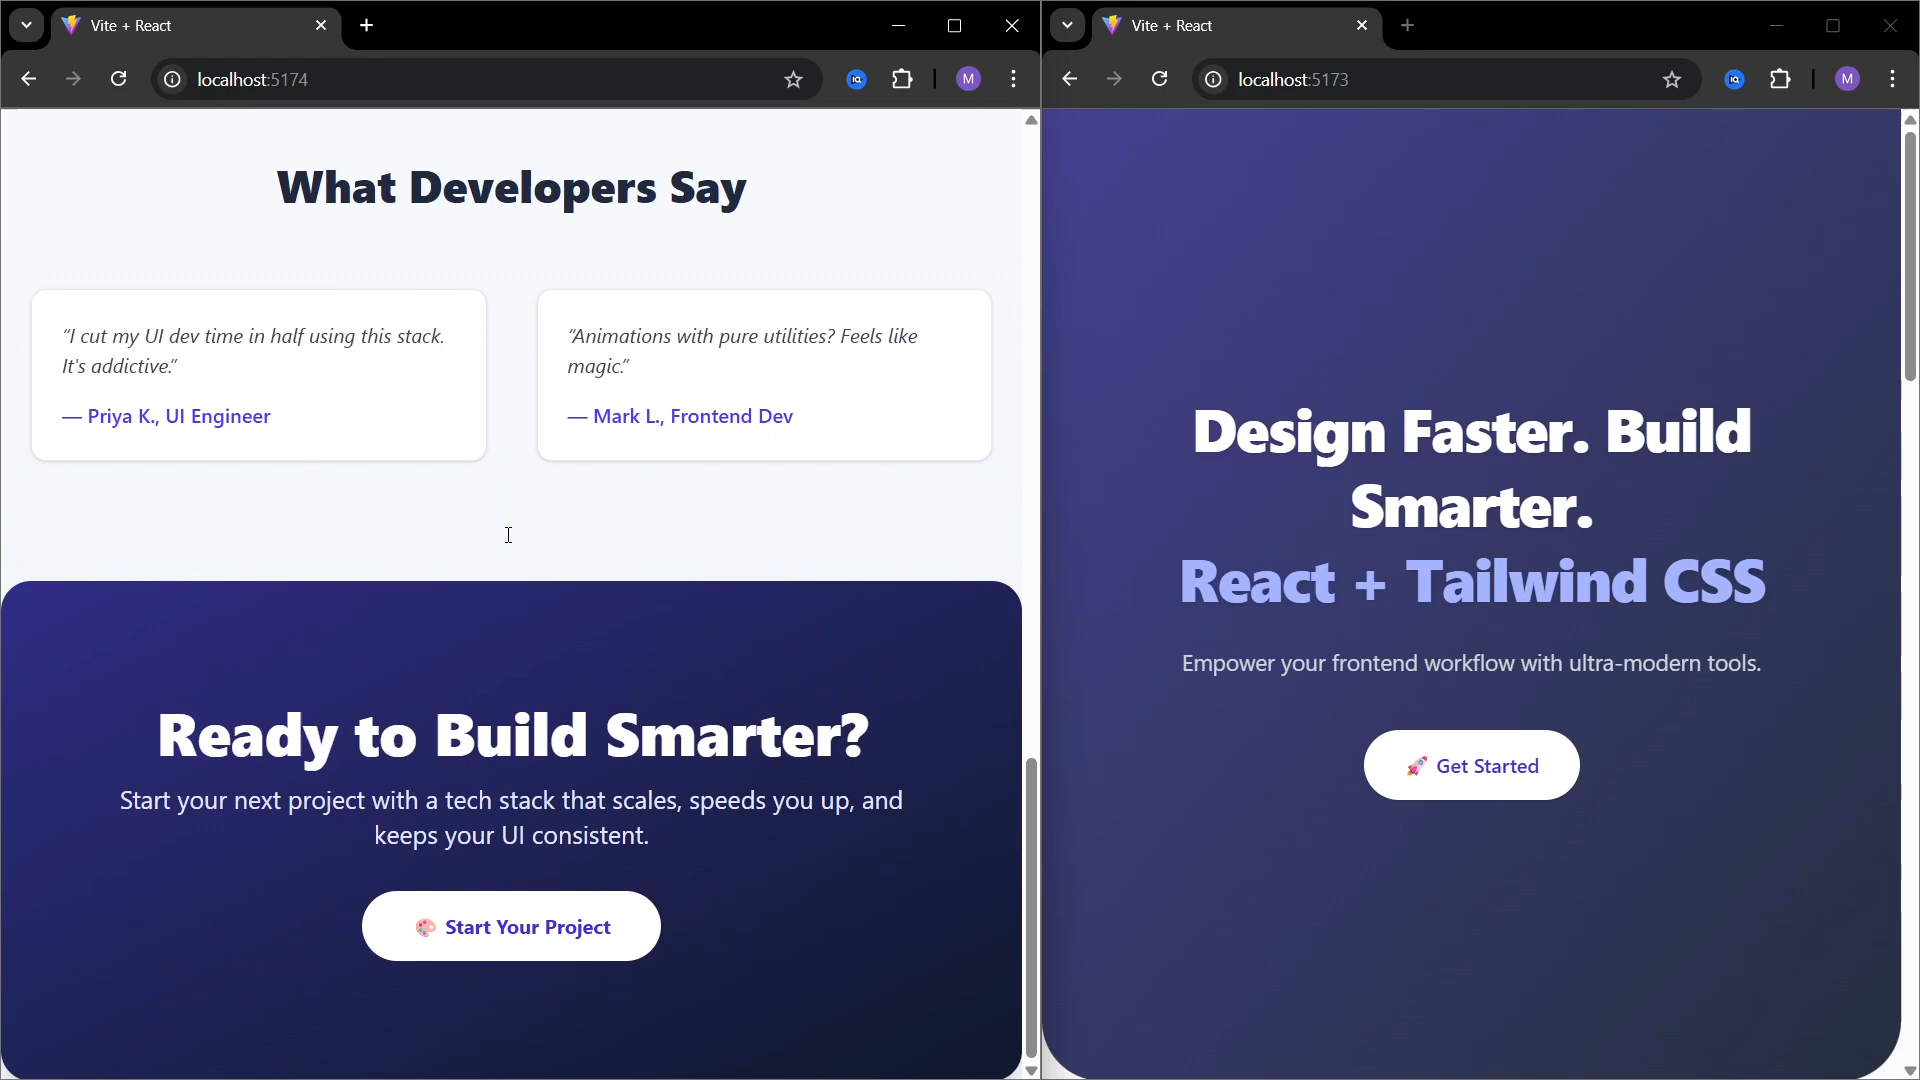 Vite + React
localhost:5174
M
What Developers Say
“I cut my UI dev time in half using this stack.
It's addictive.”
— Priya K., UI Engineer
“Animations with pure utilities? Feels like
magic.”
— Mark L., Frontend Dev
Ready to Build Smarter?
Start your next project with a tech stack that scales, speeds you up, and
keeps your UI consistent.
🎨 Start Your Project
Vite + React
localhost:5173
M
Design Faster. Build
Smarter.
React + Tailwind CSS
Empower your frontend workflow with ultra-modern tools.
🚀 Get Started